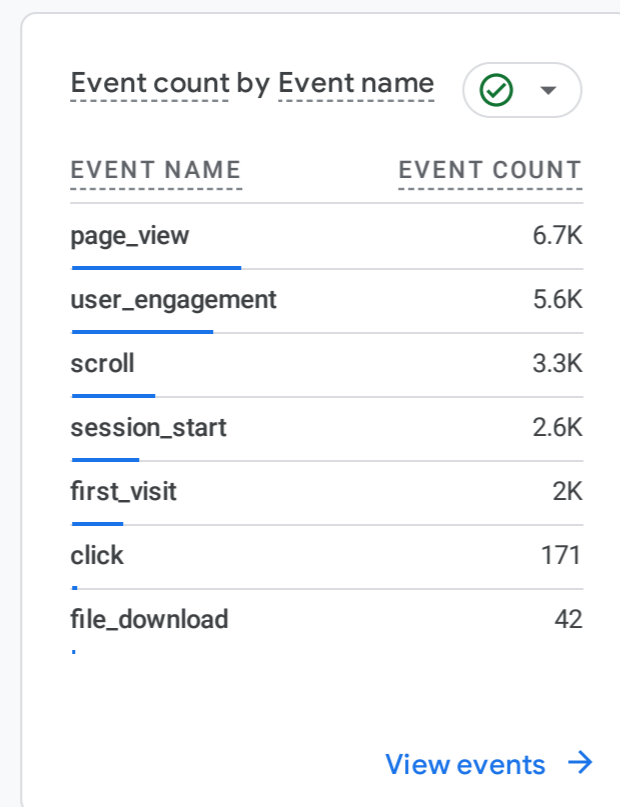 Event count by Event name
EVENT NAME EVENT COUNT
page_view 6.7K
user_engagement 5.6K
scroll 3.3K
session_start 2.6K
first_visit 2K
click 171
file_download 42
View events